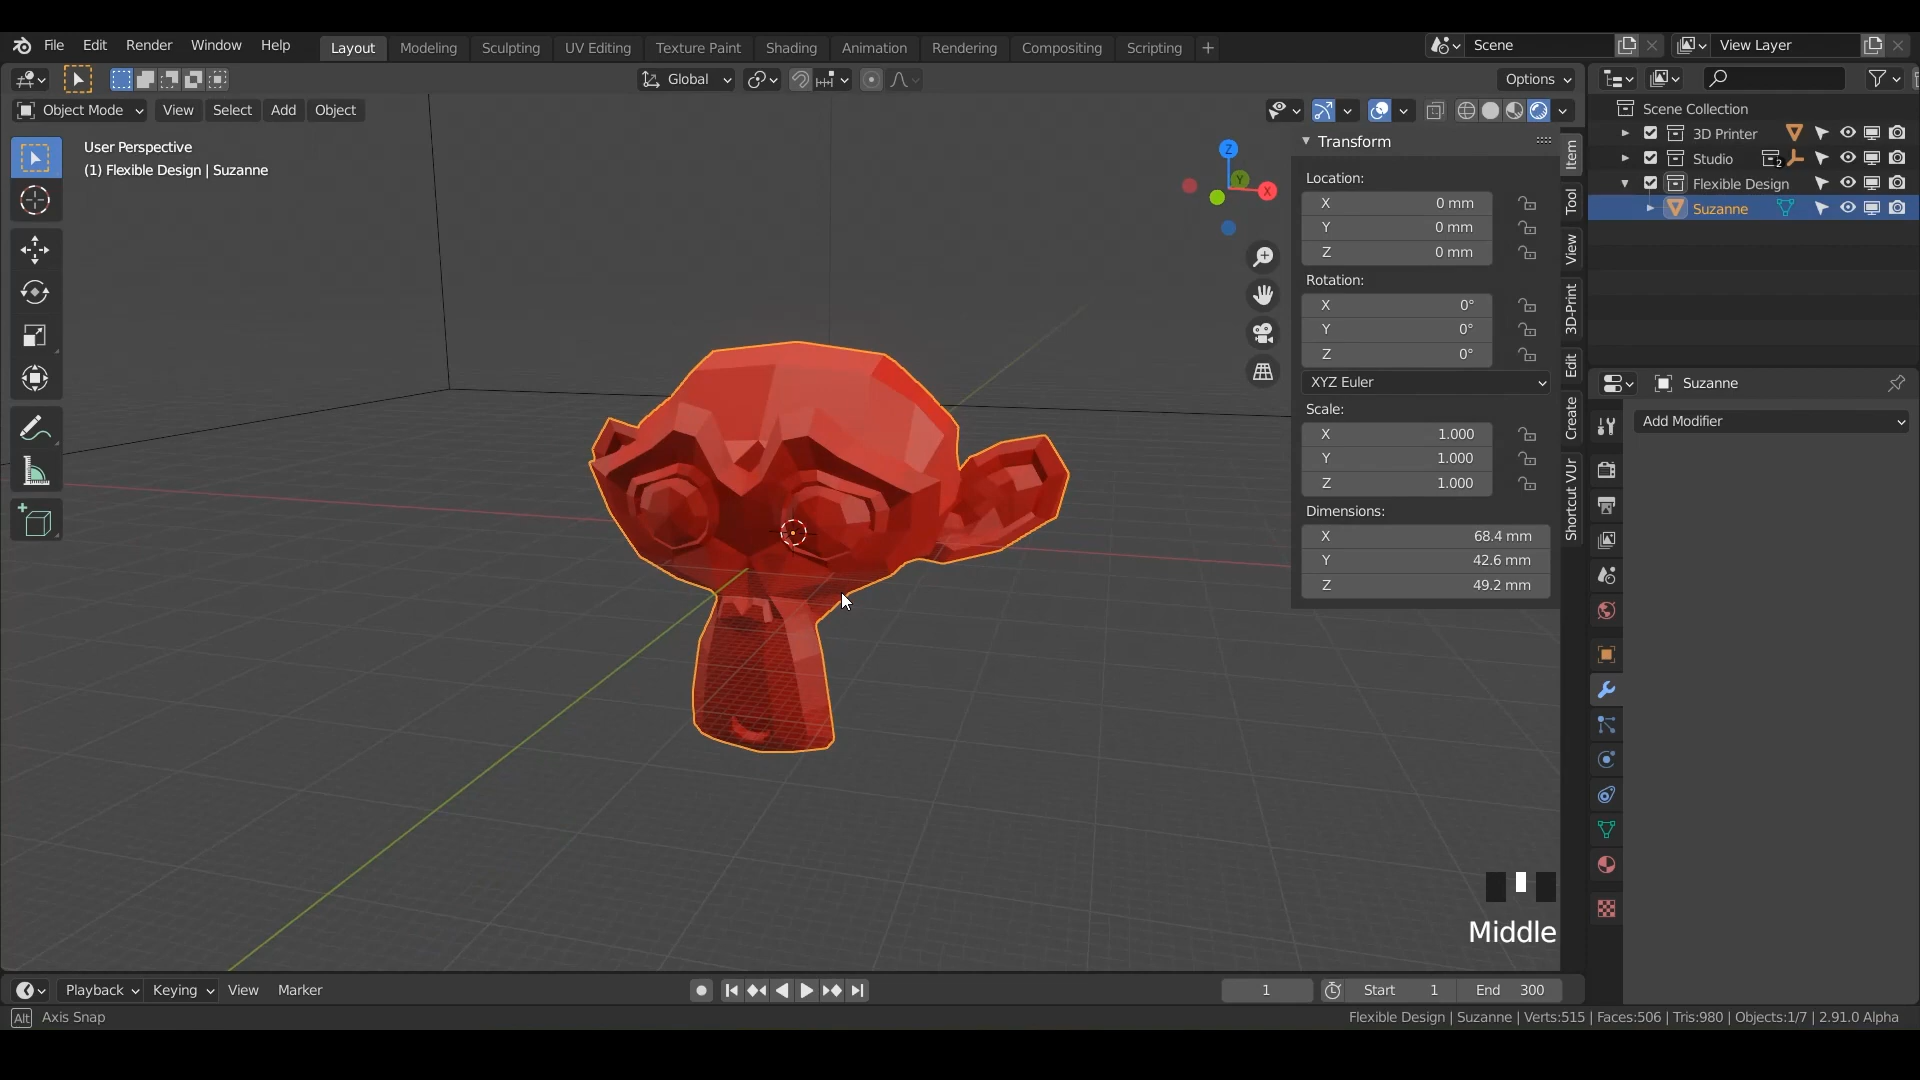 File Edit Render Window Help Layout Modeling Sculpting UV Editing Texture Paint Shading Animation Rendering Compositing Scripting + Scene View Layer
Global Options
Object Mode View Select Add Object
User Perspective
(1) Flexible Design | Suzanne
Z
Y
X
Transform
Location:
X 0 mm
Y 0 mm
Z 0 mm
Rotation:
X 0°
Y 0°
Z 0°
XYZ Euler
Scale:
X 1.000
Y 1.000
Z 1.000
Dimensions:
X 68.4 mm
Y 42.6 mm
Z 49.2 mm
Item
Tool
View
3D-Print
Edit
Create
Shortcut VUr
Scene Collection
3D Printer
Studio 2
Flexible Design
Suzanne
Suzanne
Add Modifier
Middle
Playback Keying View Marker 1 Start 1 End 300
Alt Axis Snap
Flexible Design | Suzanne | Verts:515 | Faces:506 | Tris:980 | Objects:1/7 | 2.91.0 Alpha